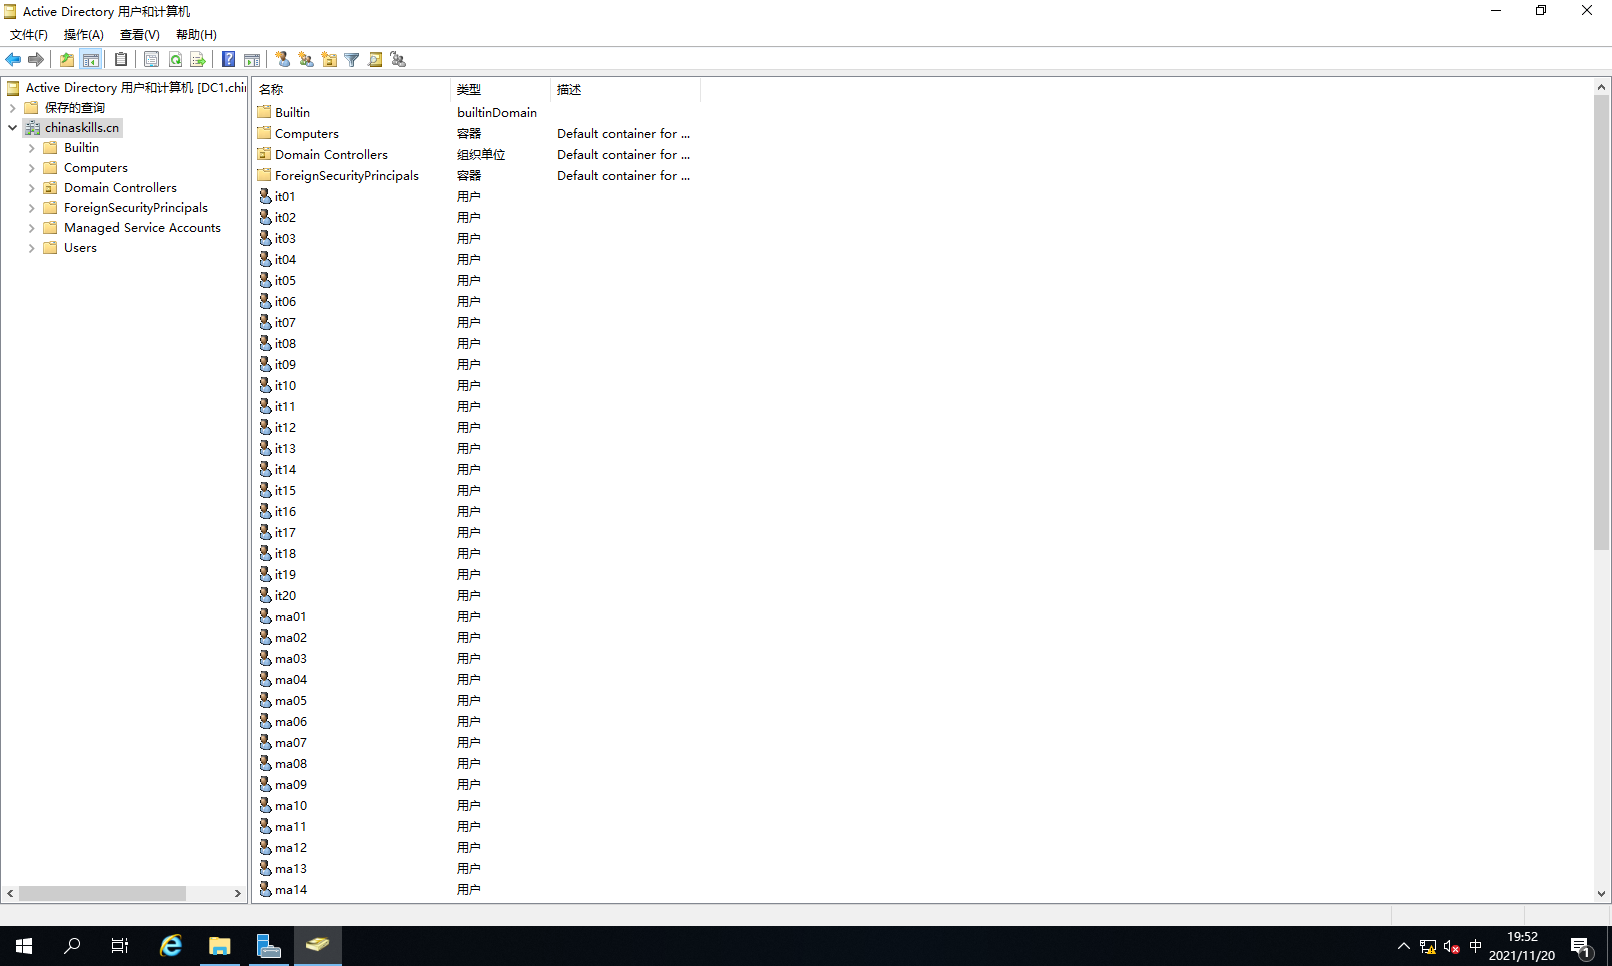 Active Directory 用户和计算机
文件(F) 操作(A) 查看(V) 帮助(H)
Active Directory 用户和计算机 [DC1.chi
保存的查询
chinaskills.cn
Builtin
Computers
Domain Controllers
ForeignSecurityPrincipals
Managed Service Accounts
Users
名称 类型 描述
Builtin builtinDomain
Computers 容器 Default container for ...
Domain Controllers 组织单位 Default container for ...
ForeignSecurityPrincipals 容器 Default container for ...
it01 用户
it02 用户
it03 用户
it04 用户
it05 用户
it06 用户
it07 用户
it08 用户
it09 用户
it10 用户
it11 用户
it12 用户
it13 用户
it14 用户
it15 用户
it16 用户
it17 用户
it18 用户
it19 用户
it20 用户
ma01 用户
ma02 用户
ma03 用户
ma04 用户
ma05 用户
ma06 用户
ma07 用户
ma08 用户
ma09 用户
ma10 用户
ma11 用户
ma12 用户
ma13 用户
ma14 用户
中
19:52
2021/11/20
1